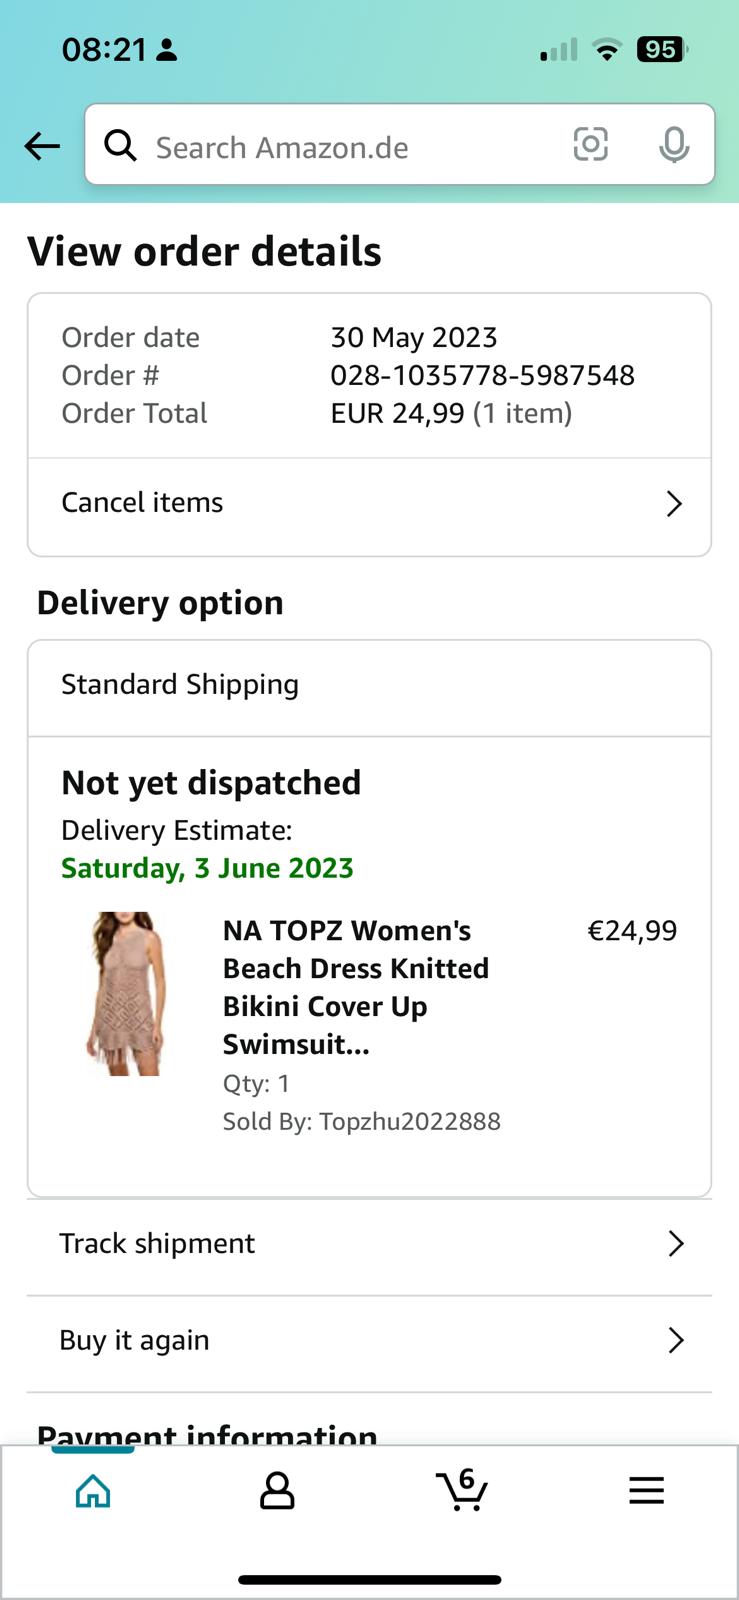 08:21
95
Search Amazon.de
View order details
Order date 30 May 2023
Order # 028-1035778-5987548
Order Total EUR 24,99 (1 item)
Cancel items
Delivery option
Standard Shipping
Not yet dispatched
Delivery Estimate:
Saturday, 3 June 2023
NA TOPZ Women's €24,99
Beach Dress Knitted
Bikini Cover Up
Swimsuit...
Qty: 1
Sold By: Topzhu2022888
Track shipment
Buy it again
Payment information
6